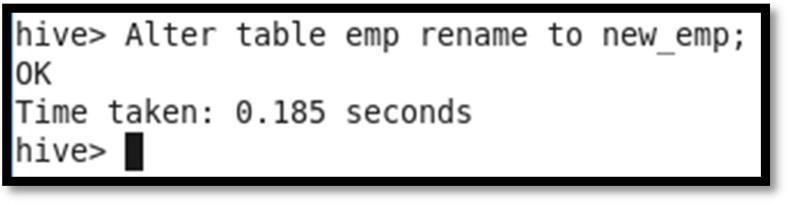 hive> Alter table emp rename to new_emp;
OK
Time taken: 0.185 seconds
hive>